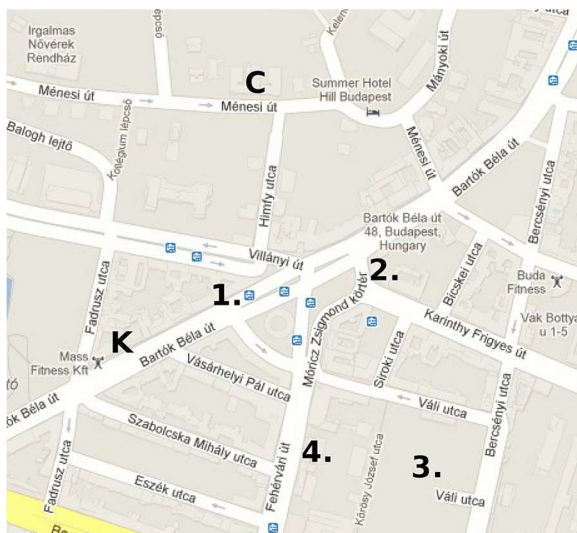 Irgalmas
Nővérek
Rendház
Ménesi út
C
Ménesi út
Summer Hotel
Hill Budapest
Mányoki út
Kollégium lépcső
Balogh lejtő
Ménesi út
Bartók Béla út
Himfy utca
Bartók Béla út
48, Budapest,
Hungary
Bercsényi utca
Villányi út
Bicskei utca
Buda
Fitness
1.
2.
Fadrusz utca
Karinthy Frigyes út
Vak Bottya
u 1-5
K
Mass
Fitness Kft
Bartók Béla út
Móricz Zsigmond körtér
Siroki utca
Vásárhelyi Pál utca
Béla út
Váli utca
Bercsényi utca
Szabolcska Mihály utca
Fehérvári út
4.
3.
Kőrösy József utca
Váli utca
Eszék utca
Fadrusz utca